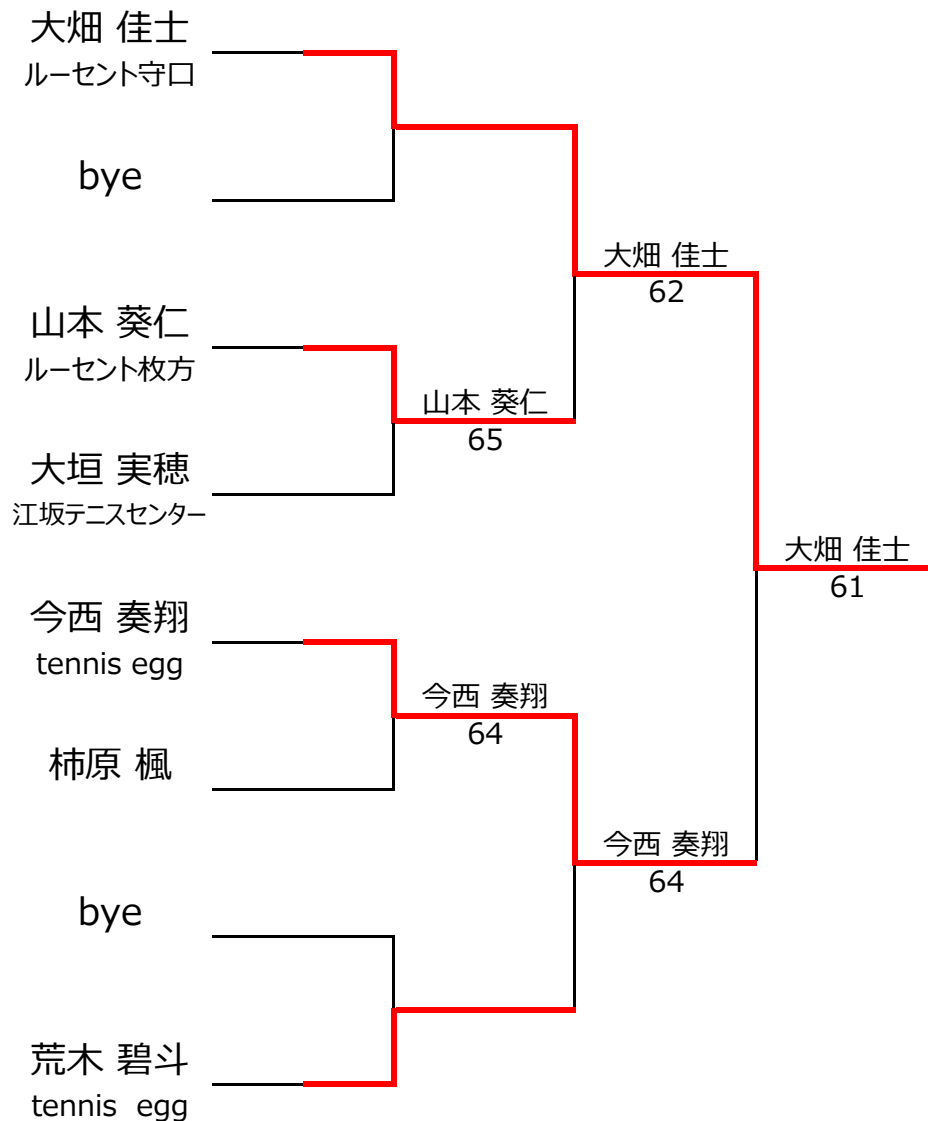 大畑 佳士
ルーセント守口
bye
大畑 佳士
62
山本 葵仁
ルーセント枚方
山本 葵仁
65
大垣 実穂
江坂テニスセンター
大畑 佳士
61
今西 奏翔
tennis egg
今西 奏翔
64
柿原 楓
今西 奏翔
64
bye
荒木 碧斗
tennis egg